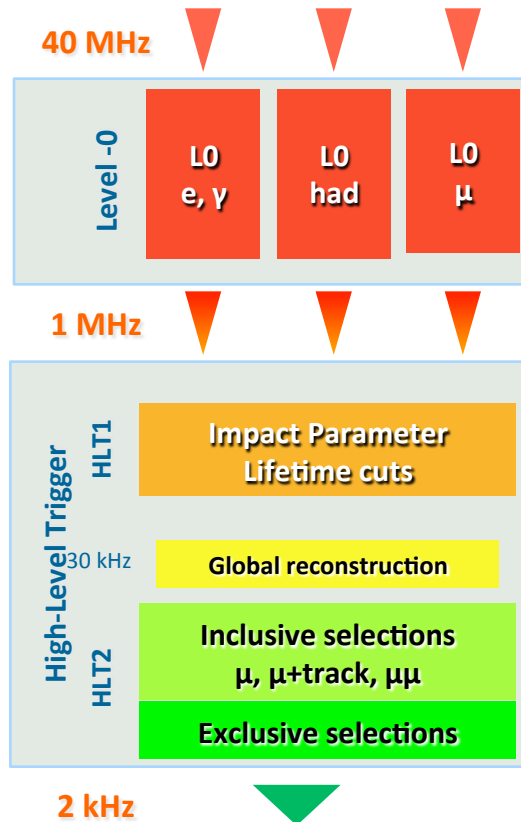 40 MHz
Level -0
L0
e, γ
L0
had
L0
μ
1 MHz
High-Level Trigger
HLT1
Impact Parameter
Lifetime cuts
30 kHz
Global reconstruction
HLT2
Inclusive selections
μ, μ+track, μμ
Exclusive selections
2 kHz